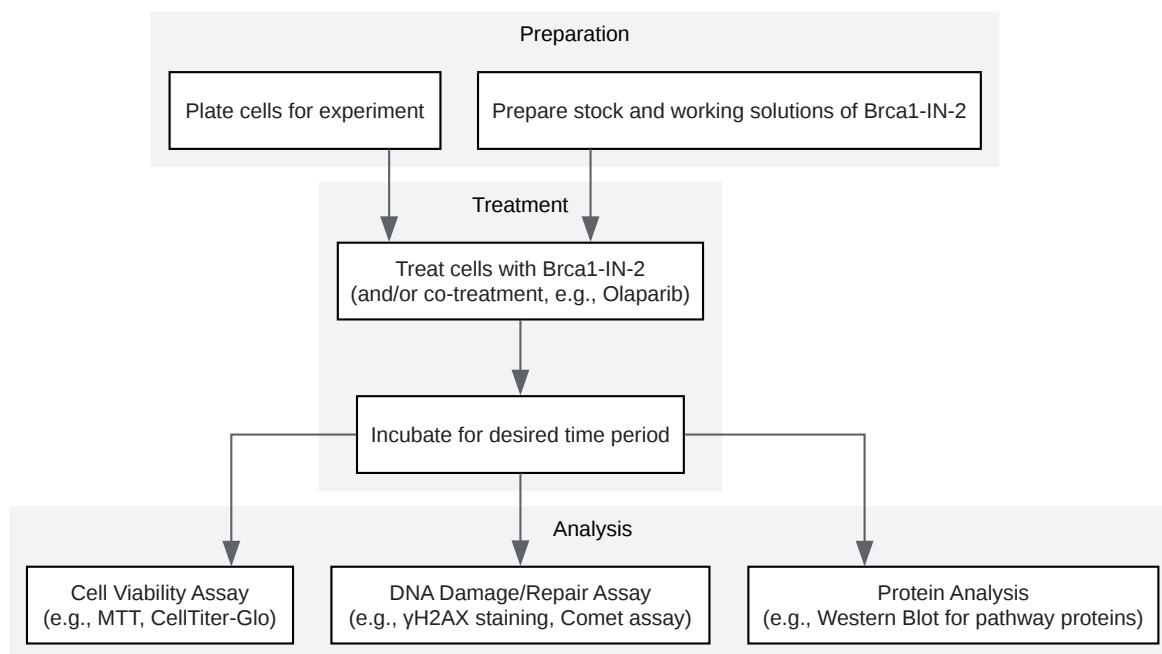 Preparation
Plate cells for experiment
Prepare stock and working solutions of Brca1-IN-2
Treatment
Treat cells with Brca1-IN-2
(and/or co-treatment, e.g., Olaparib)
Incubate for desired time period
Analysis
Cell Viability Assay
(e.g., MTT, CellTiter-Glo)
DNA Damage/Repair Assay
(e.g., γH2AX staining, Comet assay)
Protein Analysis
(e.g., Western Blot for pathway proteins)